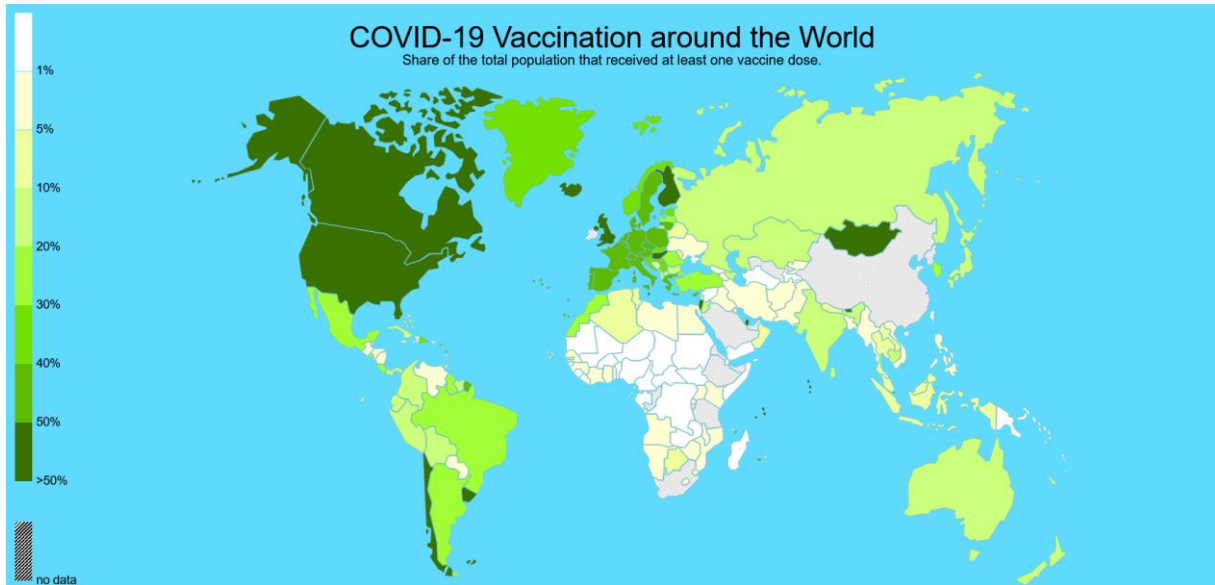 COVID-19 Vaccination around the World
Share of the total population that received at least one vaccine dose.
1%
5%
10%
20%
30%
40%
50%
>50%
no data